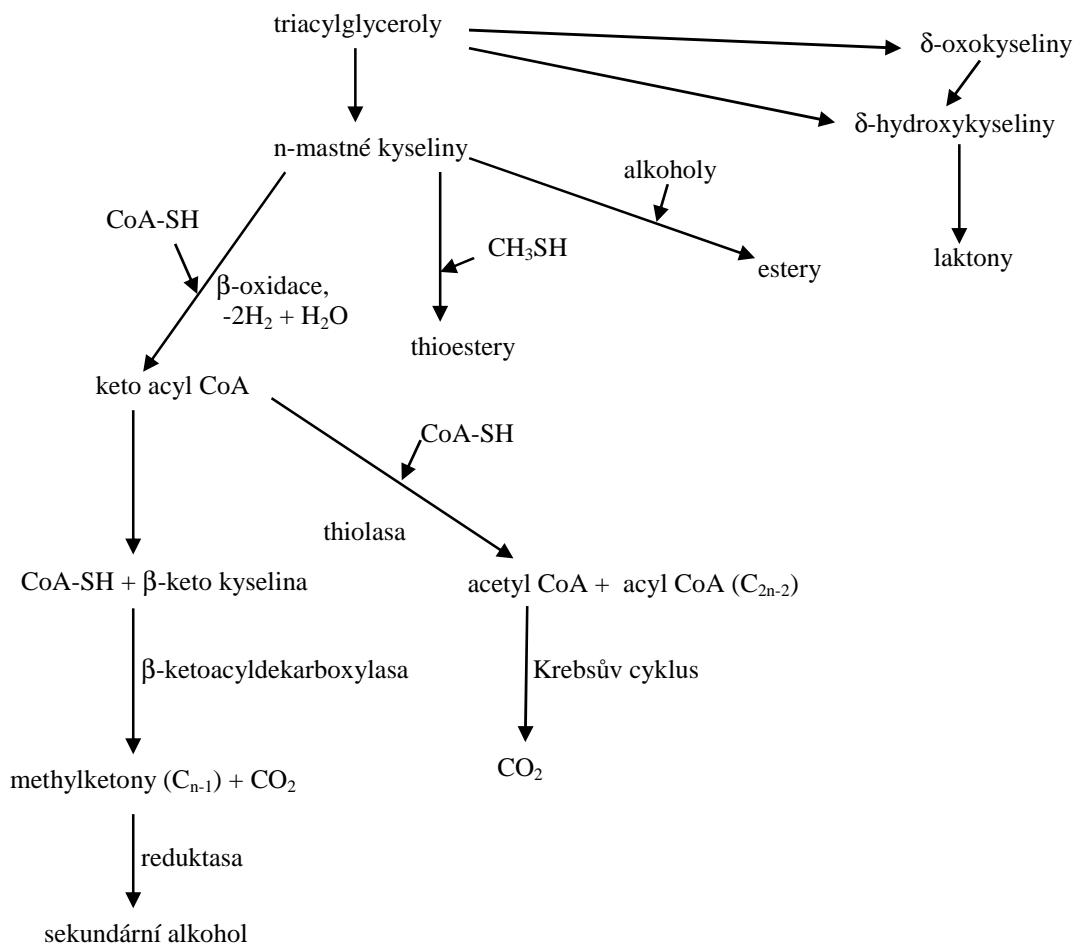 triacylglyceroly
δ-oxokyseliny
δ-hydroxykyseliny
n-mastné kyseliny
alkoholy
CoA-SH
CH₃SH
estery
laktony
β-oxidace,
-2H₂ + H₂O
thioestery
keto acyl CoA
CoA-SH
thiolasa
CoA-SH + β-keto kyselina
acetyl CoA + acyl CoA (C₂ₙ₋₂)
β-ketoacyldekarboxylasa
Krebsův cyklus
methylketony (Cₙ₋₁) + CO₂
CO₂
reduktasa
sekundární alkohol